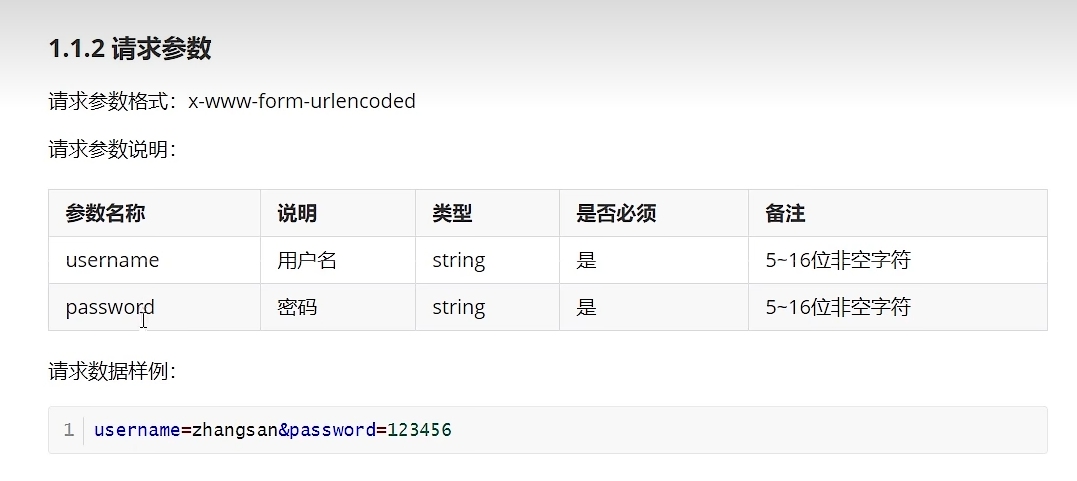 1.1.2 请求参数
请求参数格式：x-www-form-urlencoded
请求参数说明：
参数名称 说明 类型 是否必须 备注
username 用户名 string 是 5~16位非空字符
password 密码 string 是 5~16位非空字符
请求数据样例：
1 username=zhangsan&password=123456